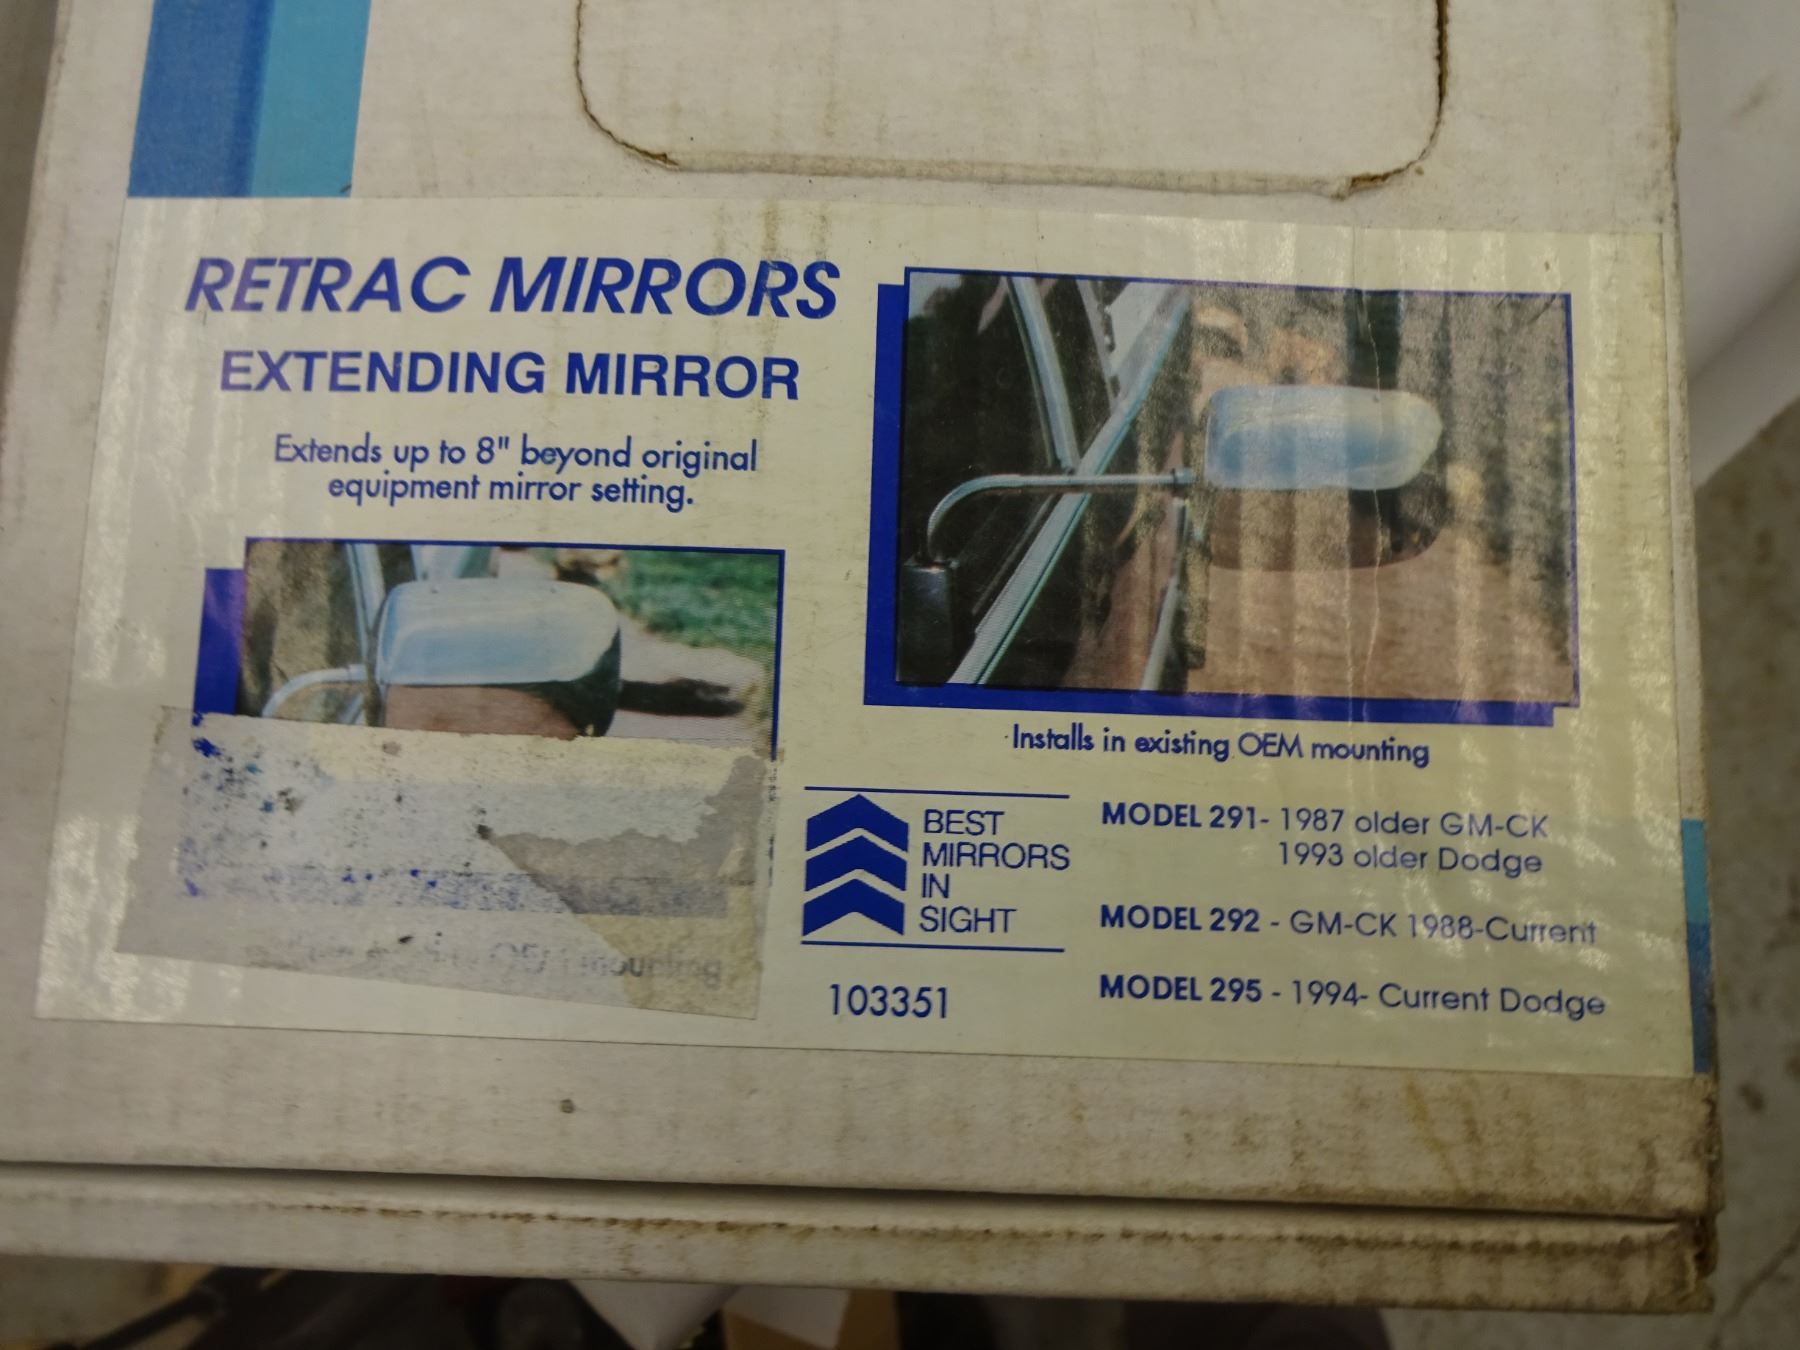 RETRAC MIRRORS
EXTENDING MIRROR
Extends up to 8" beyond original
equipment mirror setting.
Installs in existing OEM mounting
BEST
MIRRORS
IN
SIGHT
103351
MODEL 291- 1987 older GM-CK
1993 older Dodge
MODEL 292 - GM-CK 1988-Current
MODEL 295 - 1994- Current Dodge